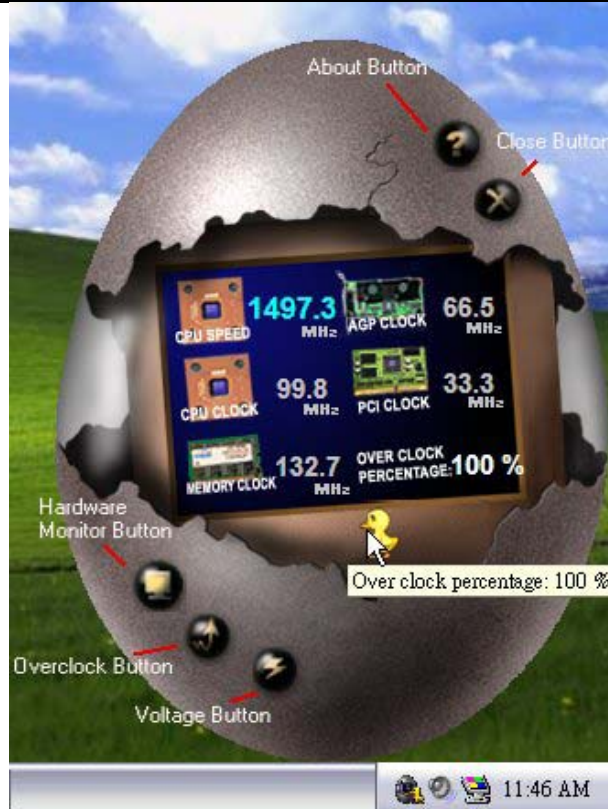 About Button
Close Button
CPU SPEED 1497.3 MHz
AGP CLOCK 66.5 MHz
CPU CLOCK 99.8 MHz
PCI CLOCK 33.3 MHz
MEMORY CLOCK 132.7 MHz
OVER CLOCK PERCENTAGE: 100 %
Hardware
Monitor Button
Over clock percentage: 100 %
Overclock Button
Voltage Button
11:46 AM